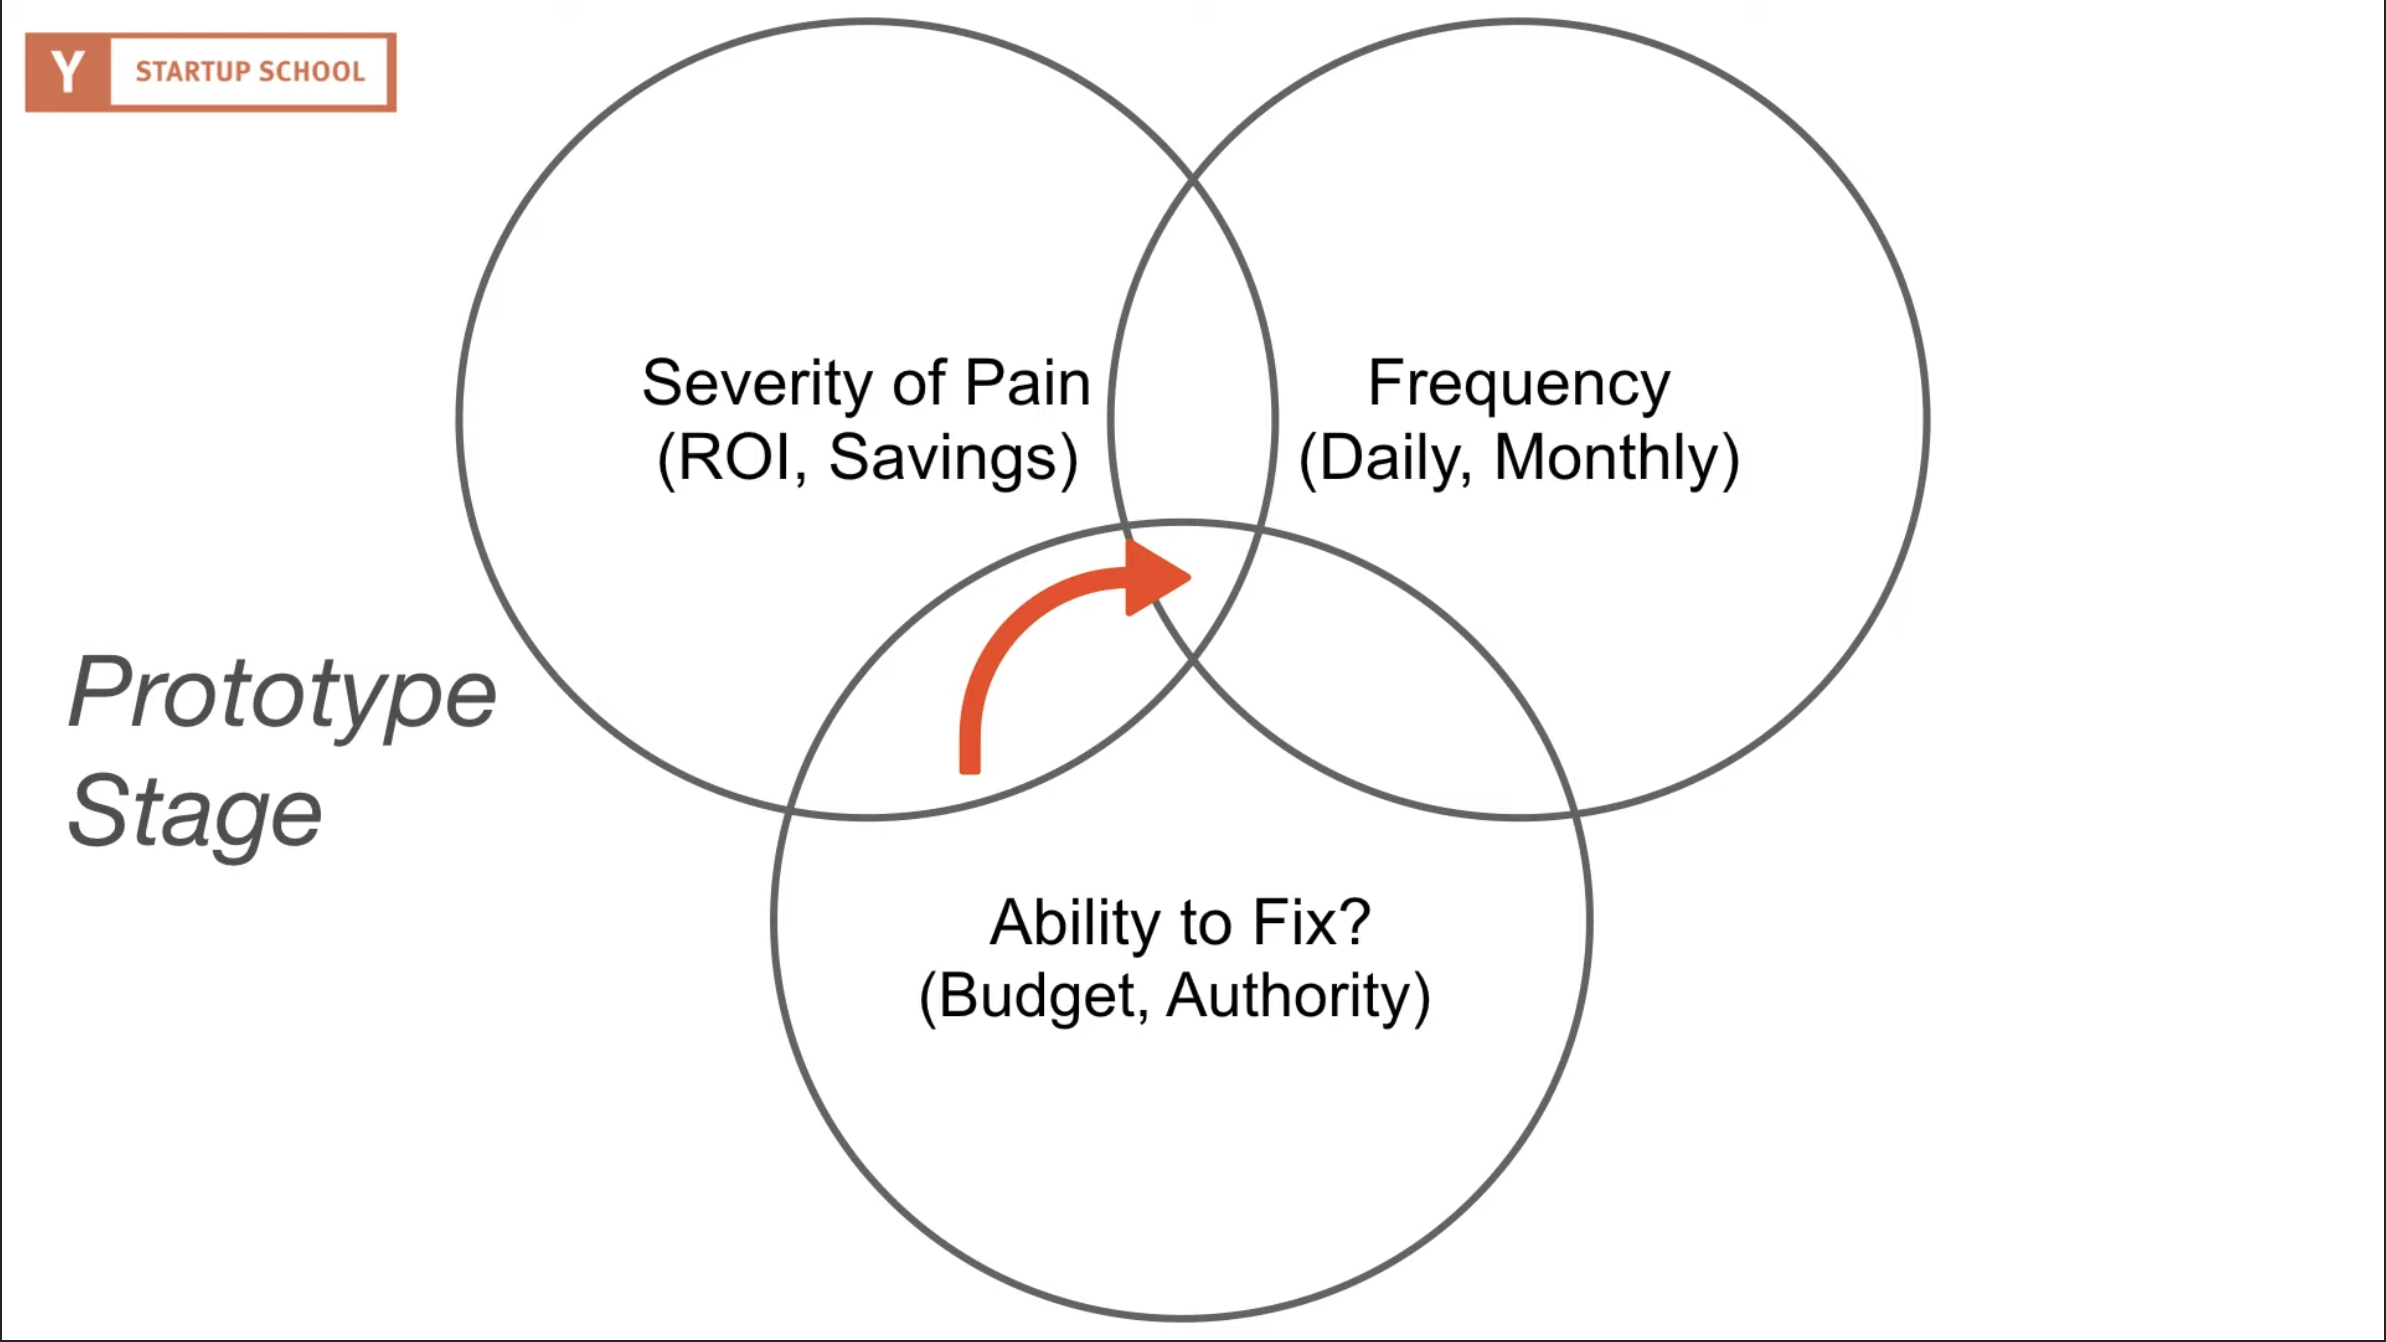 Y STARTUP SCHOOL
Severity of Pain
(ROI, Savings)
Frequency
(Daily, Monthly)
Prototype
Stage
Ability to Fix?
(Budget, Authority)